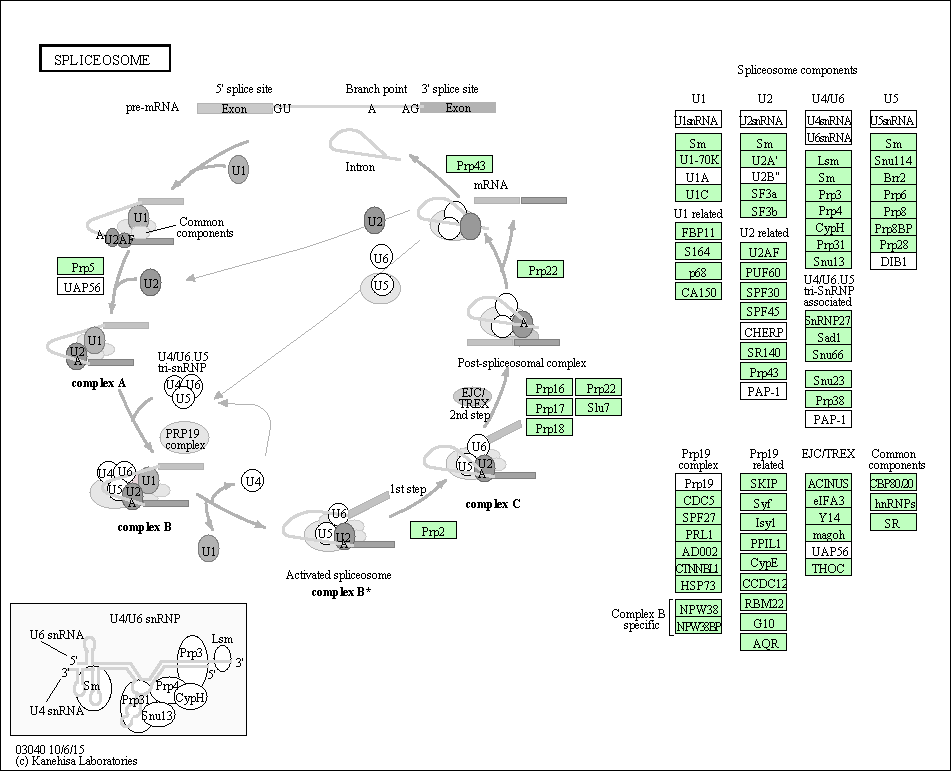 SPLICEOSOME
5' splice site
Branch point
3' splice site
pre-mRNA
Exon
GU
A
AG
Exon
Intron
U1
Prp43
mRNA
U1
A
U2AF
Common
components
U2
U6
U5
Prp5
UAP56
U2
Prp22
A
Post-spliceosomal complex
U1
U2
A
complex A
U4/U6.U5
tri-snRNP
U4
U6
U5
PRP19
complex
EJC/
TREX
2nd step
Prp16
Prp22
Prp17
Slu7
Prp18
U6
U5
U2
A
complex C
U4
U6
U5
U1
U2
A
complex B
U4
U1
1st step
U6
U5
U2
A
Prp2
Activated spliceosome
complex B*
U4/U6 snRNP
U6 snRNA
5'
3'
U4 snRNA
Sm
Prp3
Lsm
3'
5'
Prp31
Prp4
CypH
Snu13
03040 10/6/15
(c) Kanehisa Laboratories
Spliceosome components
U1
U1snRNA
Sm
U1-70K
U1A
U1C
U1 related
FBP11
S164
p68
CA150
U2
U2snRNA
Sm
U2A'
U2B"
SF3a
SF3b
U2 related
U2AF
PUF60
SPF30
SPF45
CHERP
SR140
Prp43
PAP-1
U4/U6
U4snRNA
U6snRNA
Lsm
Sm
Prp3
Prp4
CypH
Prp31
Snu13
U4/U6.U5
tri-SnRNP
associated
SnRNP27
Sad1
Snu66
Snu23
Prp38
PAP-1
U5
U5snRNA
Sm
Snu114
Brr2
Prp6
Prp8
Prp8BP
Prp28
DIB1
Prp19
complex
Prp19
CDC5
SPF27
PRL1
AD002
CTNNBL1
HSP73
Complex B
specific
NPW38
NPW38BP
Prp19
related
SKIP
Syf
Isy1
PPIL1
CypE
CCDC12
RBM22
G10
AQR
EJC/TREX
ACINUS
eIFA3
Y14
magoh
UAP56
THOC
Common
components
CBP80/20
hnRNPs
SR